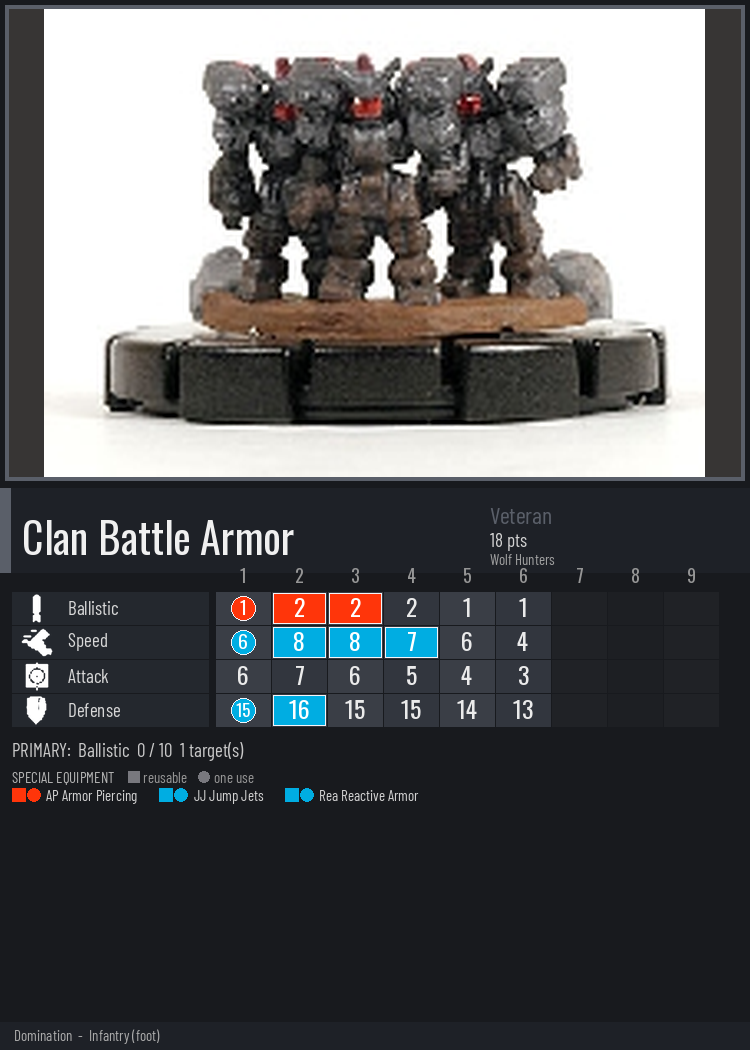 Clan Battle Armor
Veteran
18 pts
Wolf Hunters
1 2 3 4 5 6 7 8 9
Ballistic 1 2 2 2 1 1
Speed 6 8 8 7 6 4
Attack 6 7 6 5 4 3
Defense 15 16 15 15 14 13
PRIMARY: Ballistic 0 / 10 1 target(s)
SPECIAL EQUIPMENT reusable one use
AP Armor Piercing JJ Jump Jets Rea Reactive Armor
Domination - Infantry (foot)